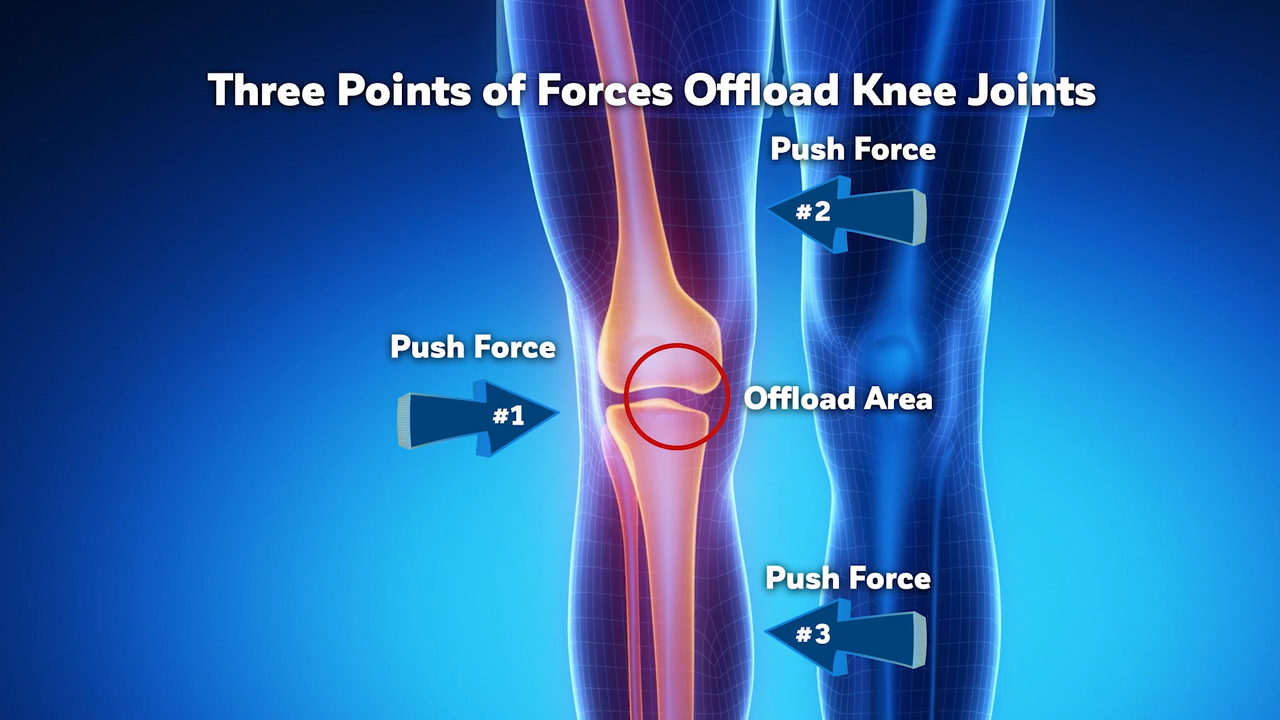 Three Points of Forces Offload Knee Joints
Push Force
#2
Push Force
#1
Offload Area
Push Force
#3